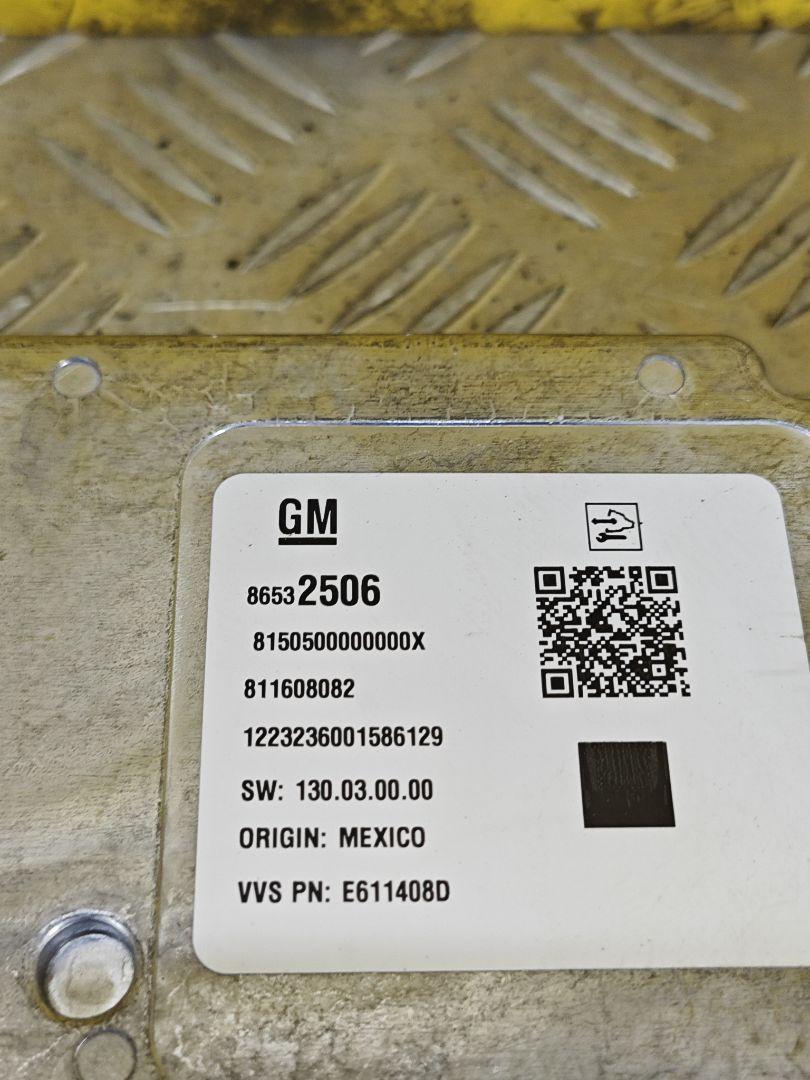 GM
86532506
8150500000000X
811608082
1223236001586129
SW: 130.03.00.00
ORIGIN: MEXICO
VVS PN: E611408D